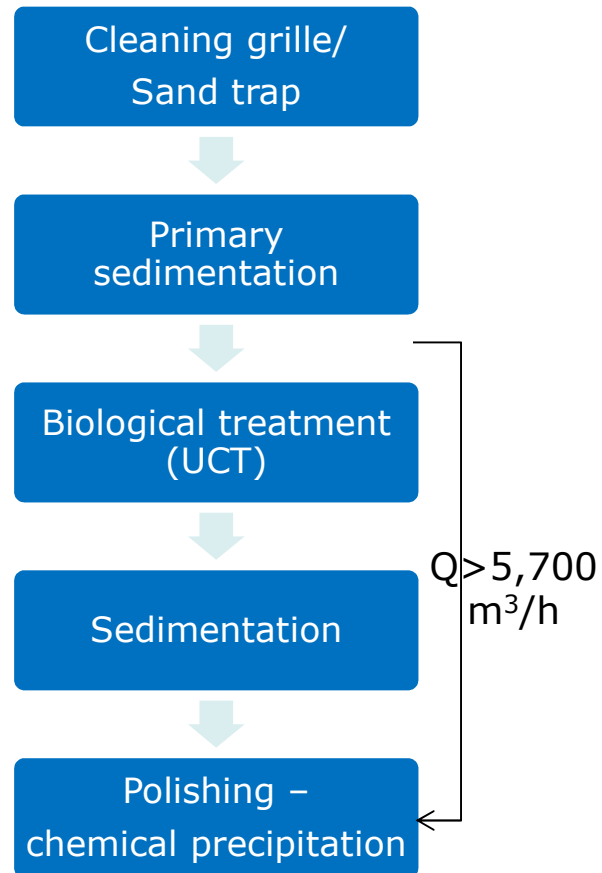 Cleaning grille/
Sand trap
Primary
sedimentation
Biological treatment
(UCT)
Q>5,700
m³/h
Sedimentation
Polishing –
chemical precipitation